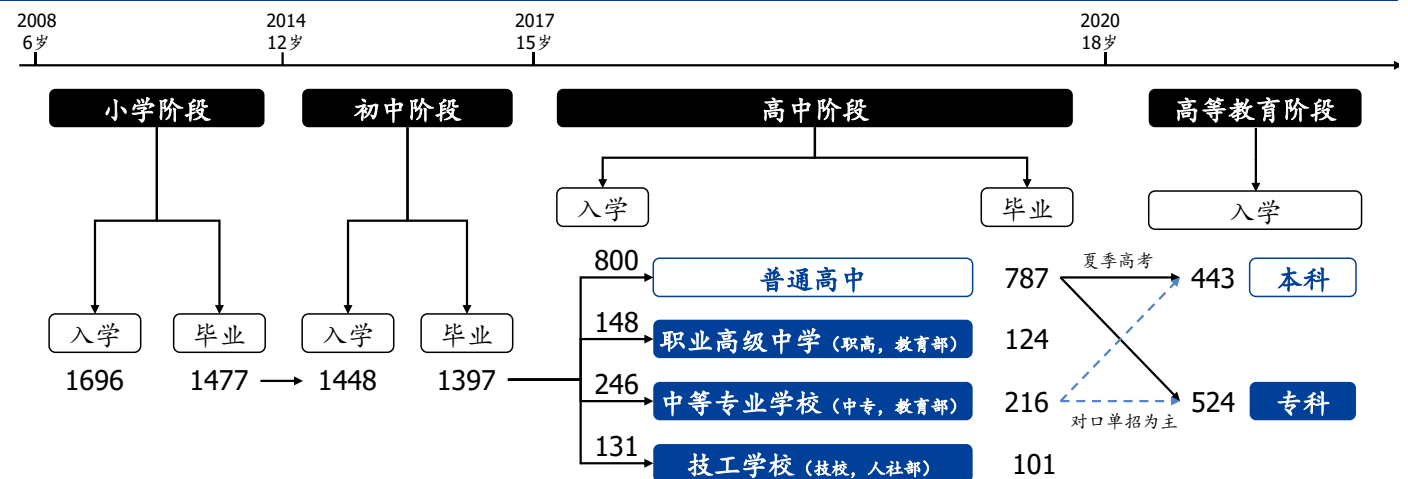 2008
6岁
2014
12岁
2017
15岁
2020
18岁
小学阶段
初中阶段
高中阶段
高等教育阶段
入学
毕业
入学
800
普通高中
787
夏季高考
443
本科
入学
毕业
入学
毕业
148
职业高级中学（职高，教育部）
124
1696
1477
1448
1397
246
中等专业学校（中专，教育部）
216
对口单招为主
524
专科
131
技工学校（技校，人社部）
101